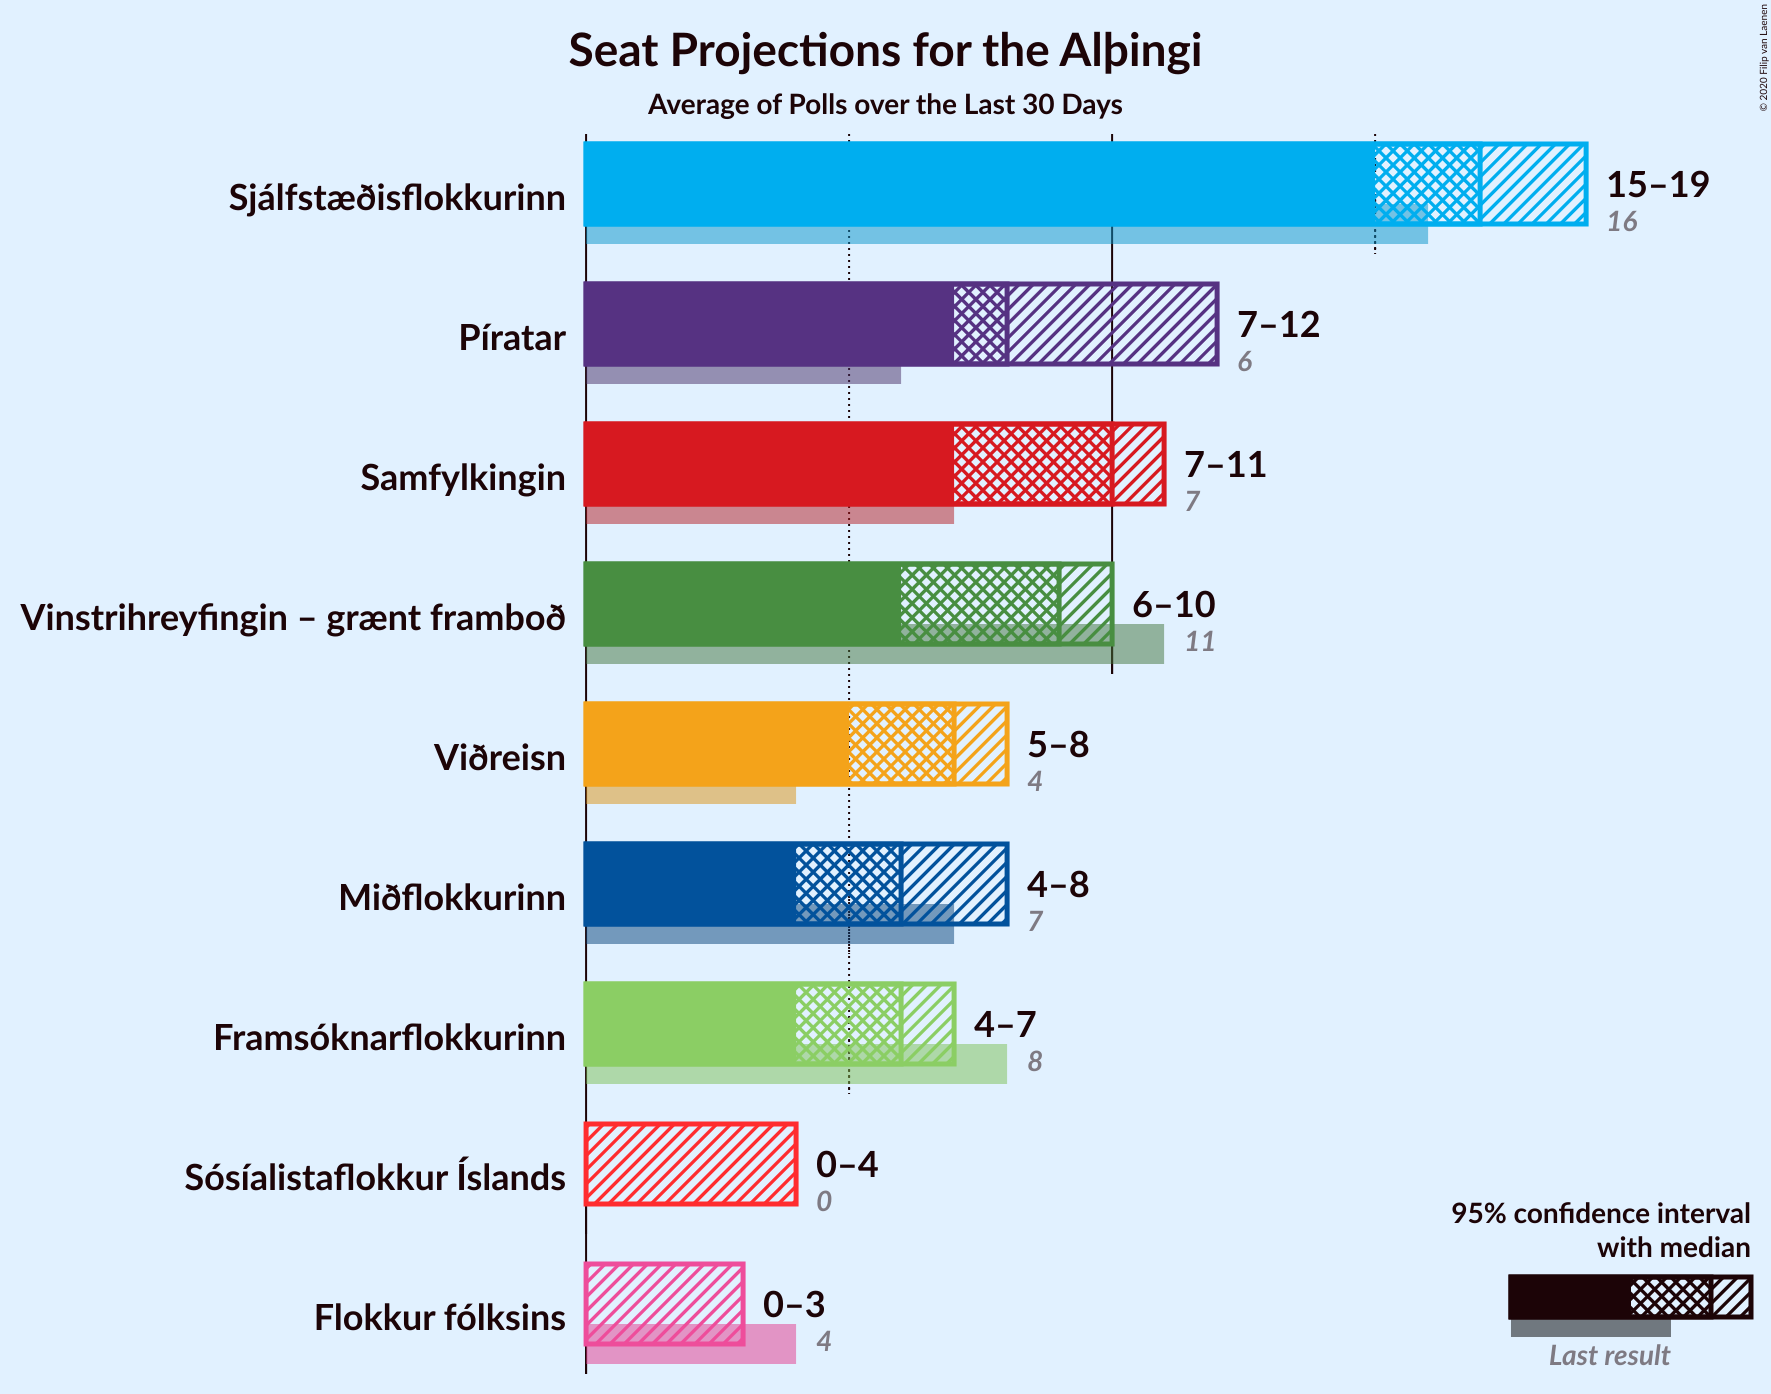 Seat Projections for the Alþingi
Average of Polls over the Last 30 Days
© 2020 Filip van Laenen
Sjálfstæðisflokkurinn
15–19
16
Píratar
7–12
6
Samfylkingin
7–11
7
Vinstrihreyfingin – grænt framboð
6–10
11
Viðreisn
5–8
4
Miðflokkurinn
4–8
7
Framsóknarflokkurinn
4–7
8
Sósíalistaflokkur Íslands
0–4
0
Flokkur fólksins
0–3
4
95% confidence interval
with median
Last result